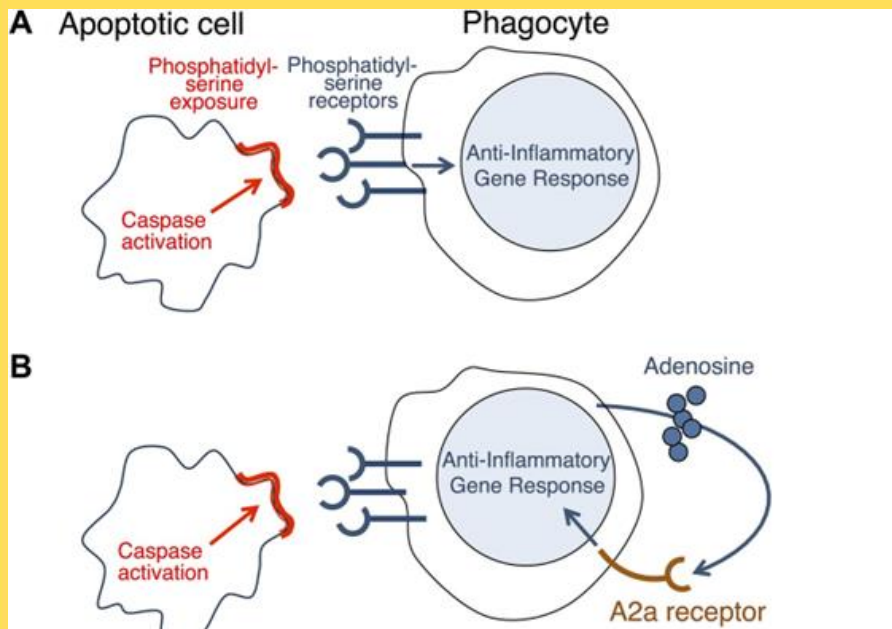 A Apoptotic cell Phagocyte
Phosphatidyl-
serine
exposure
Phosphatidyl-
serine
receptors
Anti-Inflammatory
Gene Response
Caspase
activation
B
Adenosine
Anti-Inflammatory
Gene Response
Caspase
activation
A2a receptor